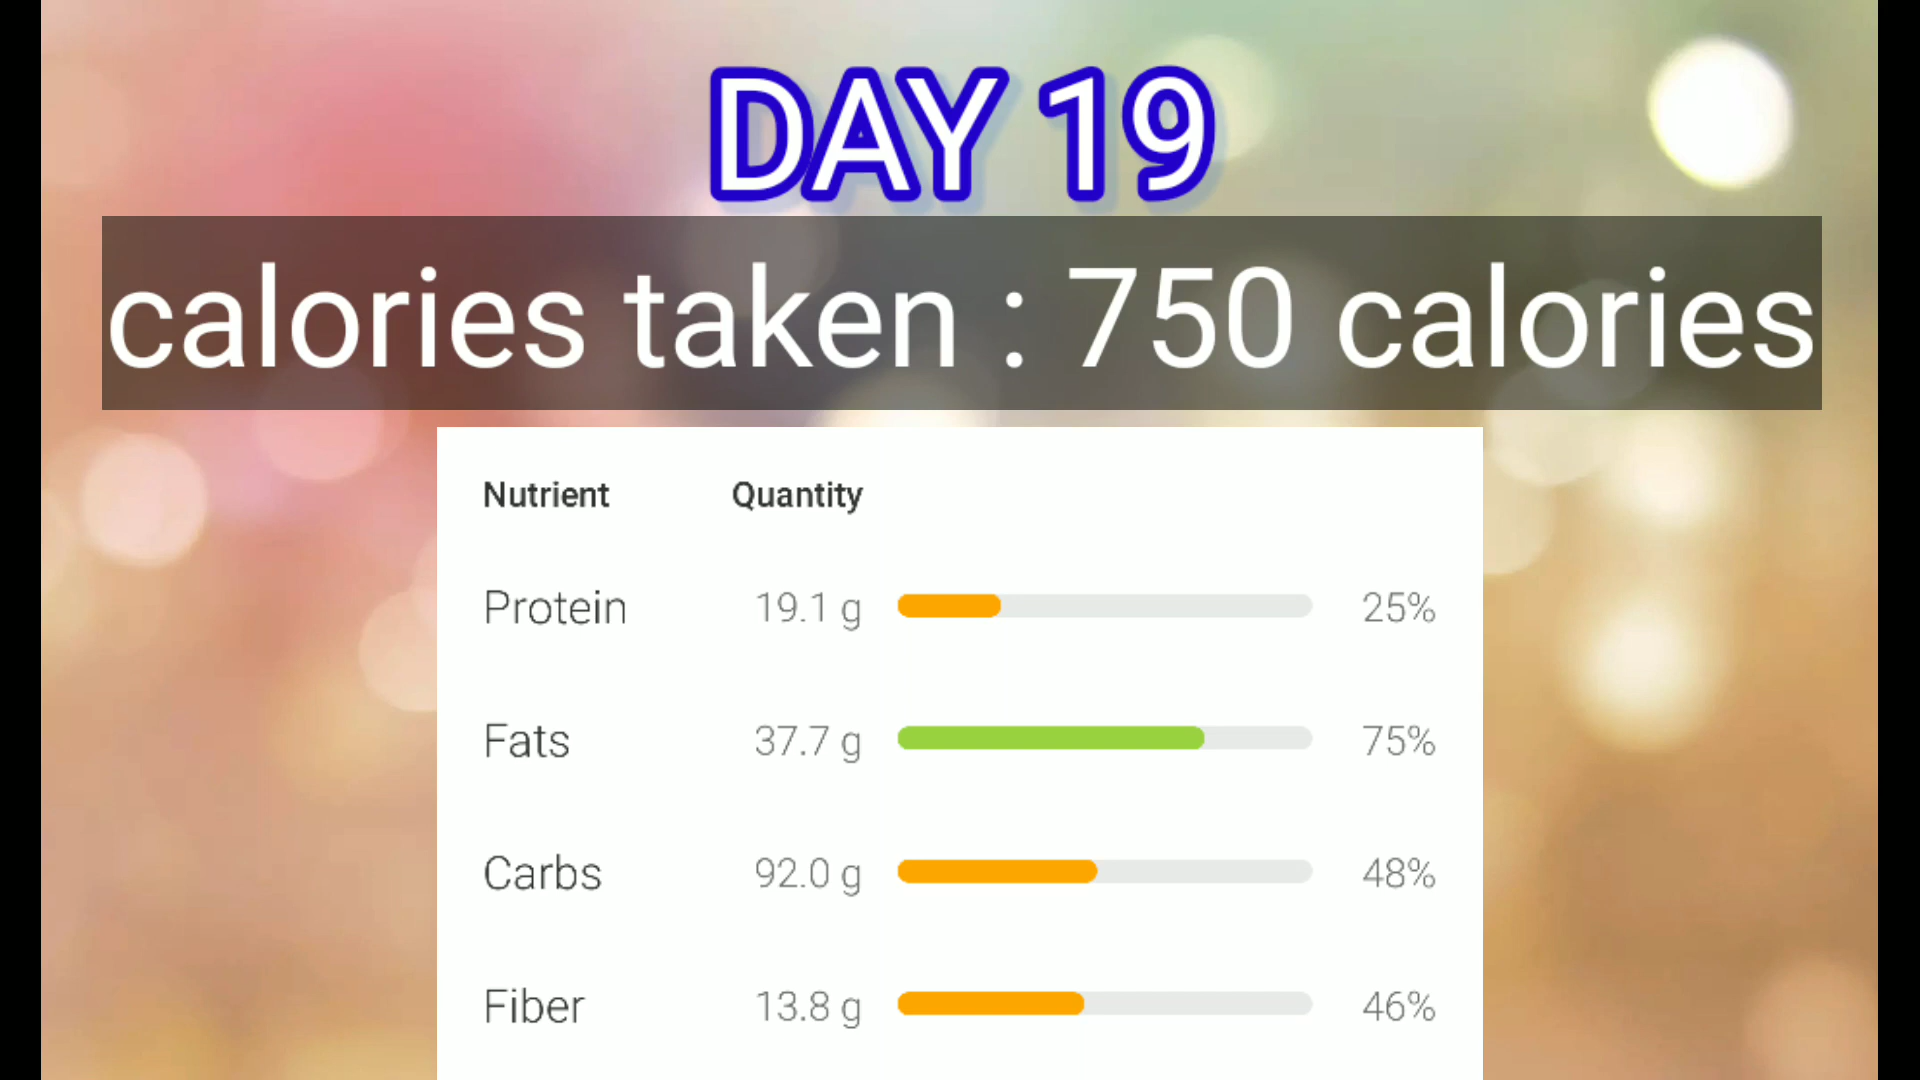 DAY 19
calories taken : 750 calories
Nutrient Quantity
Protein 19.1 g 25%
Fats 37.7 g 75%
Carbs 92.0 g 48%
Fiber 13.8 g 46%